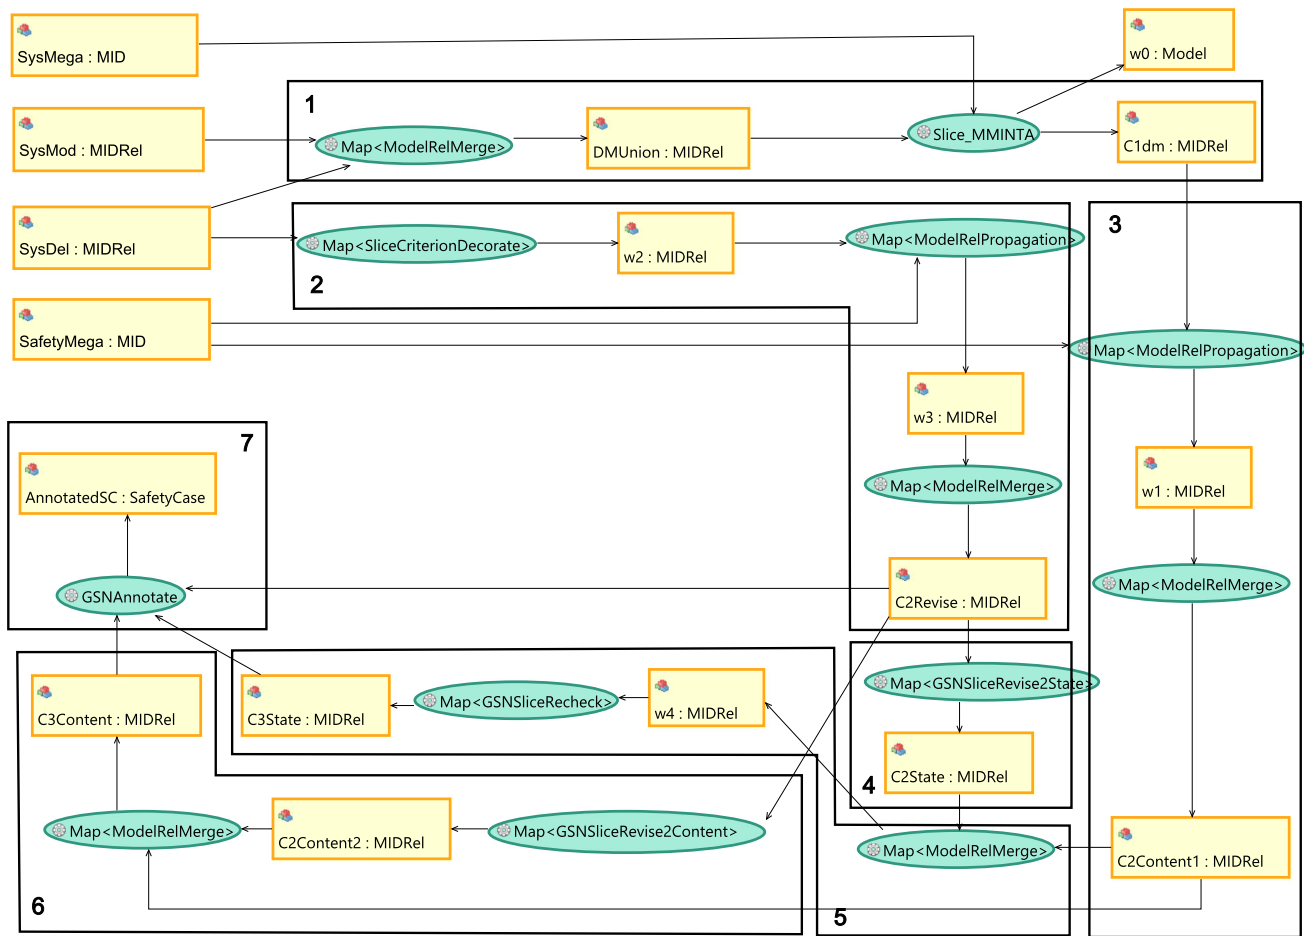 SysMega : MID
w0 : Model
1
SysMod : MIDRel
Map<ModelRelMerge>
DMUnion : MIDRel
Slice_MMINTA
C1dm : MIDRel
SysDel : MIDRel
Map<SliceCriterionDecorate>
w2 : MIDRel
Map<ModelRelPropagation>
3
2
SafetyMega : MID
Map<ModelRelPropagation>
w3 : MIDRel
7
AnnotatedSC : SafetyCase
Map<ModelRelMerge>
w1 : MIDRel
GSNAnnotate
C2Revise : MIDRel
Map<ModelRelMerge>
C3Content : MIDRel
C3State : MIDRel
Map<GSNSliceRecheck>
w4 : MIDRel
Map<GSNSliceRevise2State>
C2State : MIDRel
4
Map<ModelRelMerge>
C2Content2 : MIDRel
Map<GSNSliceRevise2Content>
Map<ModelRelMerge>
C2Content1 : MIDRel
6
5